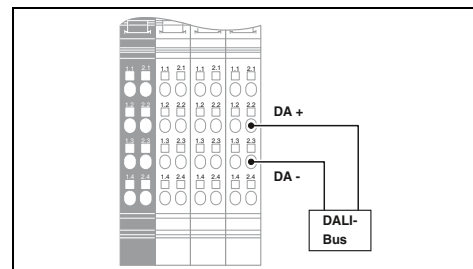 1.1 2.1 1.1 2.1 1.1 2.1 1.1 2.1
1.2 2.2 1.2 2.2 1.2 2.2 1.2 2.2
DA +
1.3 2.3 1.3 2.3 1.3 2.3 1.3 2.3
DA -
1.4 2.4 1.4 2.4 1.4 2.4 1.4 2.4
DALI-
Bus